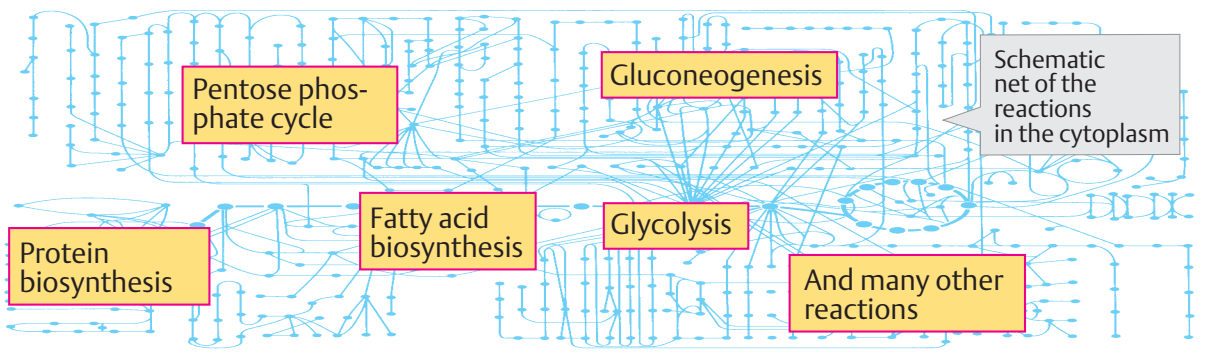 Pentose phos-
phate cycle
Gluconeogenesis
Schematic
net of the
reactions
in the cytoplasm
Protein
biosynthesis
Fatty acid
biosynthesis
Glycolysis
And many other
reactions